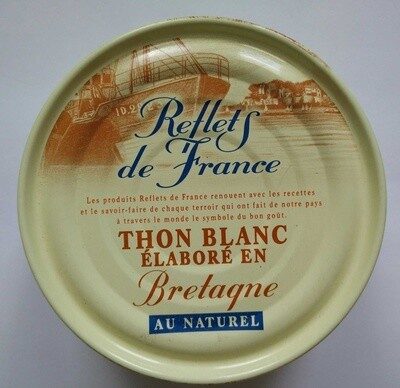 Reflets
de France
Les produits Reflets de France renouent avec les recettes
et le savoir-faire de chaque terroir qui ont fait de notre pays
à travers le monde le symbole du bon goût.
THON BLANC
ÉLABORÉ EN
Bretagne
AU NATUREL